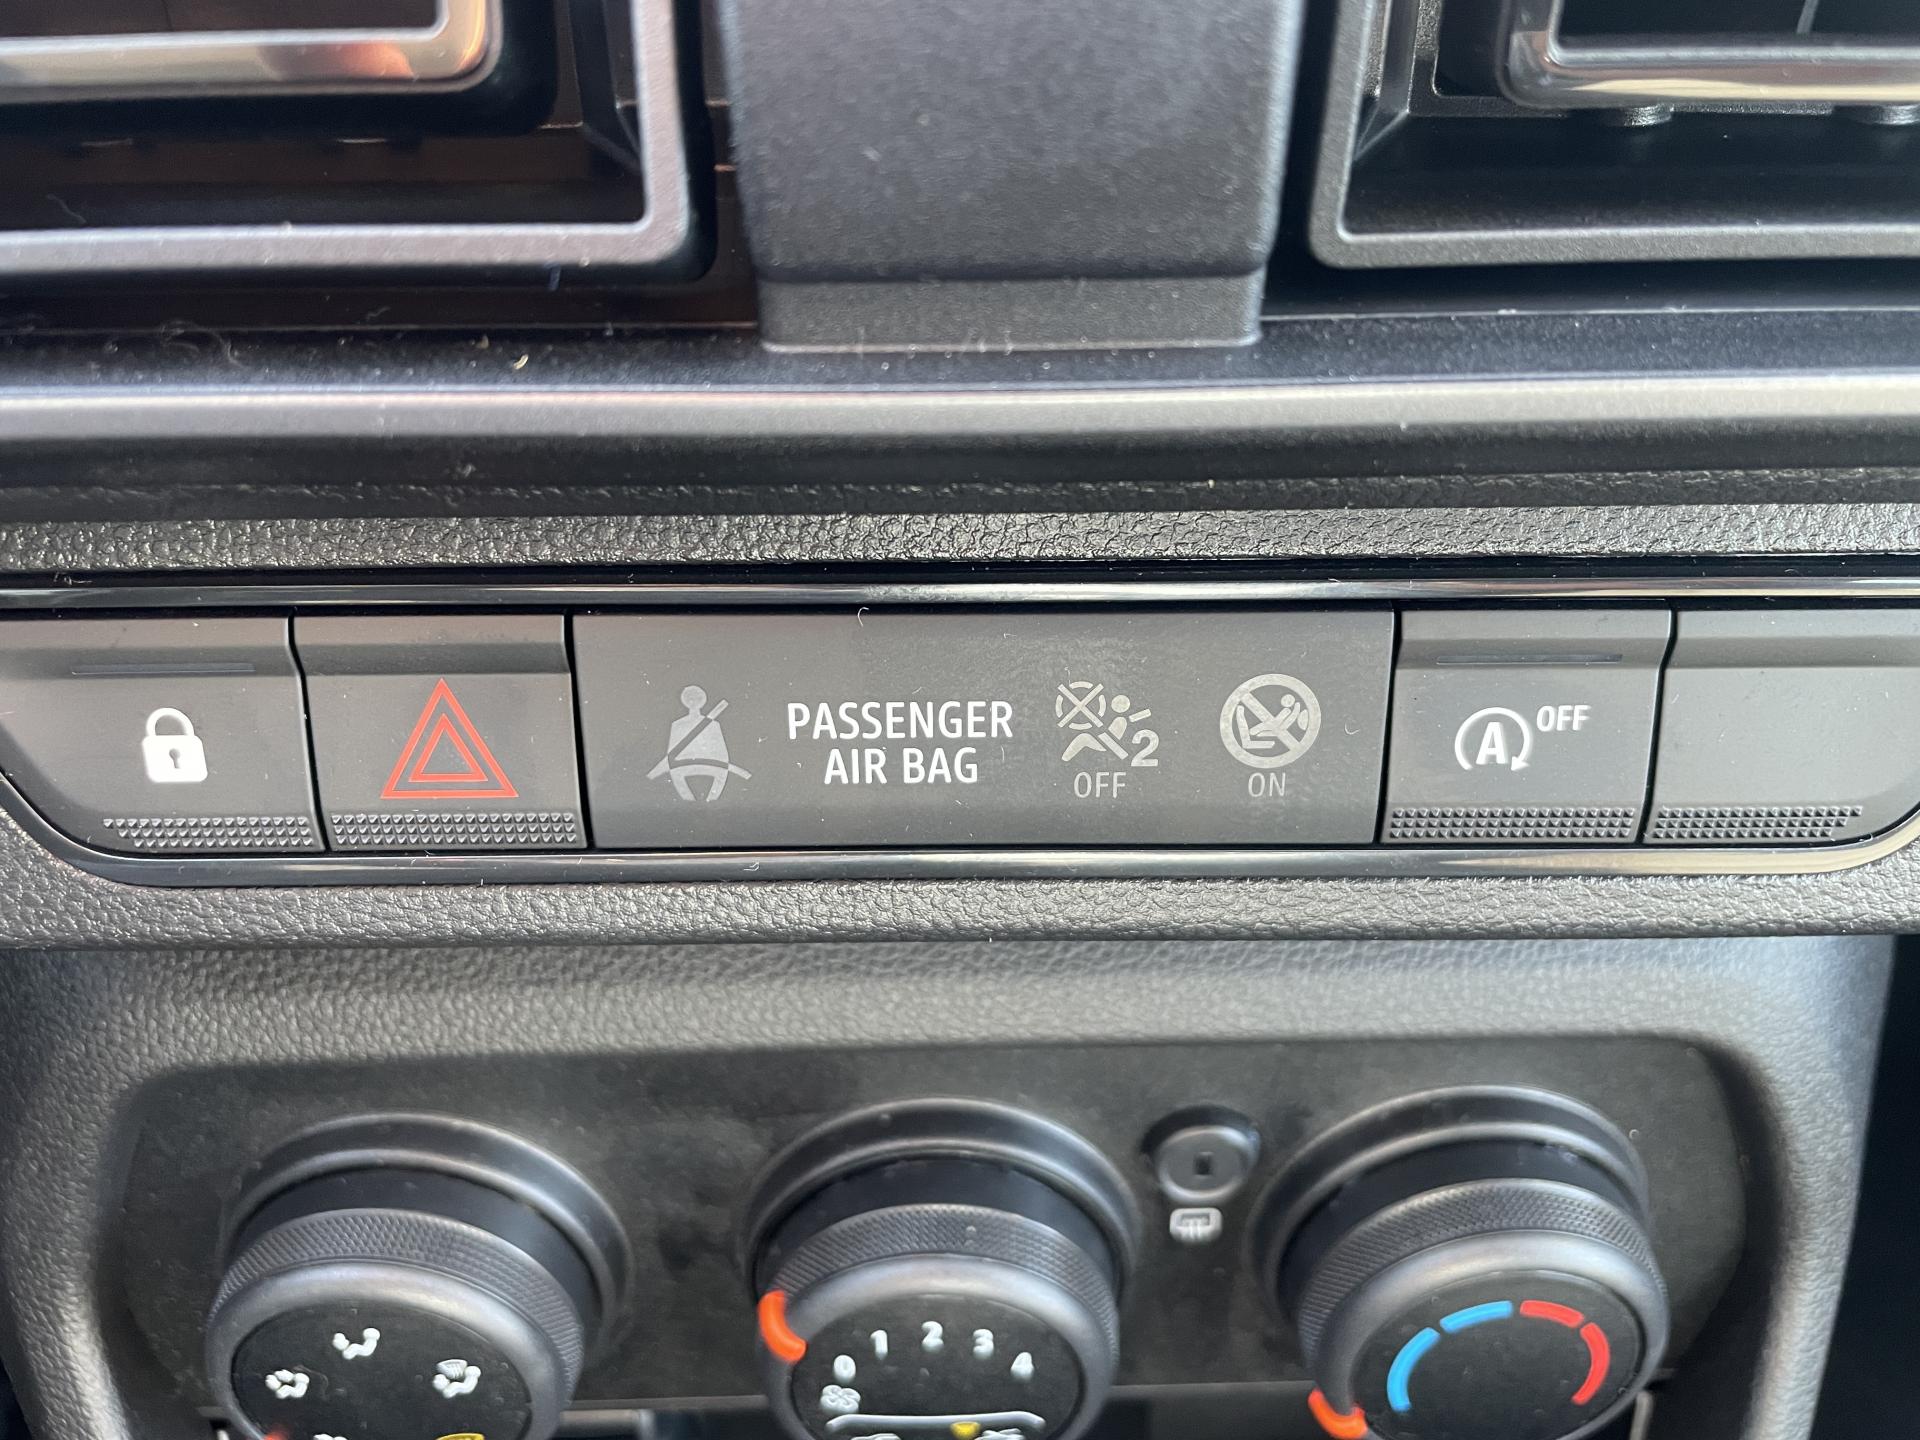 PASSENGER
AIR BAG
2
OFF
ON
A OFF
0 1 2 3 4